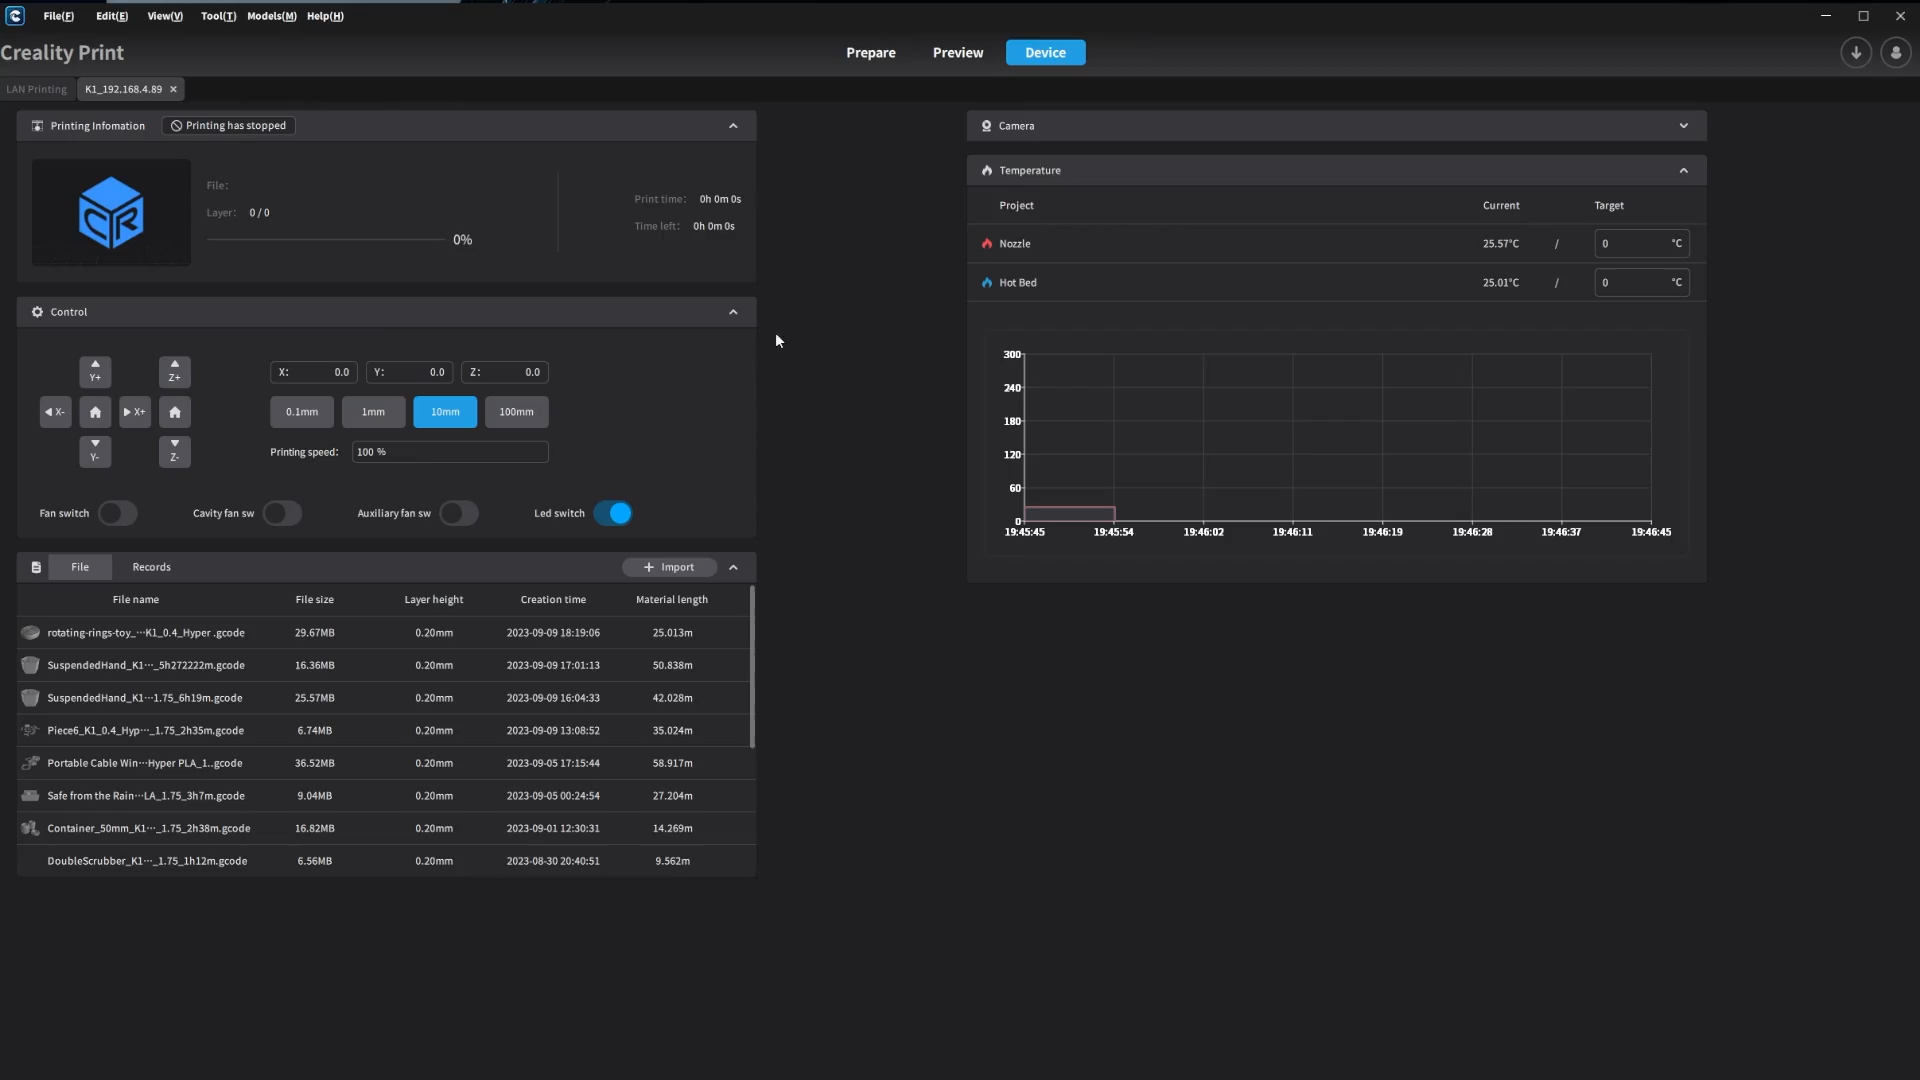 File(F) Edit(E) View(V) Tool(T) Models(M) Help(H)
Creality Print
Prepare Preview Device
LAN Printing K1_192.168.4.89
Printing Infomation Printing has stopped
File:
Layer: 0 / 0
0%
Print time: 0h 0m 0s
Time left: 0h 0m 0s
Control
Y+ Z+
X- X+
Y- Z-
X: 0.0 Y: 0.0 Z: 0.0
0.1mm 1mm 10mm 100mm
Printing speed: 100 %
Fan switch Cavity fan sw Auxiliary fan sw Led switch
File Records + Import
File name File size Layer height Creation time Material length
rotating-rings-toy_···K1_0.4_Hyper .gcode 29.67MB 0.20mm 2023-09-09 18:19:06 25.013m
SuspendedHand_K1···_5h272222m.gcode 16.36MB 0.20mm 2023-09-09 17:01:13 50.838m
SuspendedHand_K1···1.75_6h19m.gcode 25.57MB 0.20mm 2023-09-09 16:04:33 42.028m
Piece6_K1_0.4_Hyp···_1.75_2h35m.gcode 6.74MB 0.20mm 2023-09-09 13:08:52 35.024m
Portable Cable Win···Hyper PLA_1..gcode 36.52MB 0.20mm 2023-09-05 17:15:44 58.917m
Safe from the Rain···LA_1.75_3h7m.gcode 9.04MB 0.20mm 2023-09-05 00:24:54 27.204m
Container_50mm_K1···_1.75_2h38m.gcode 16.82MB 0.20mm 2023-09-01 12:30:31 14.269m
DoubleScrubber_K1···_1.75_1h12m.gcode 6.56MB 0.20mm 2023-08-30 20:40:51 9.562m
Camera
Temperature
Project Current Target
Nozzle 25.57°C / 0 °C
Hot Bed 25.01°C / 0 °C
300
240
180
120
60
0
19:45:45 19:45:54 19:46:02 19:46:11 19:46:19 19:46:28 19:46:37 19:46:45